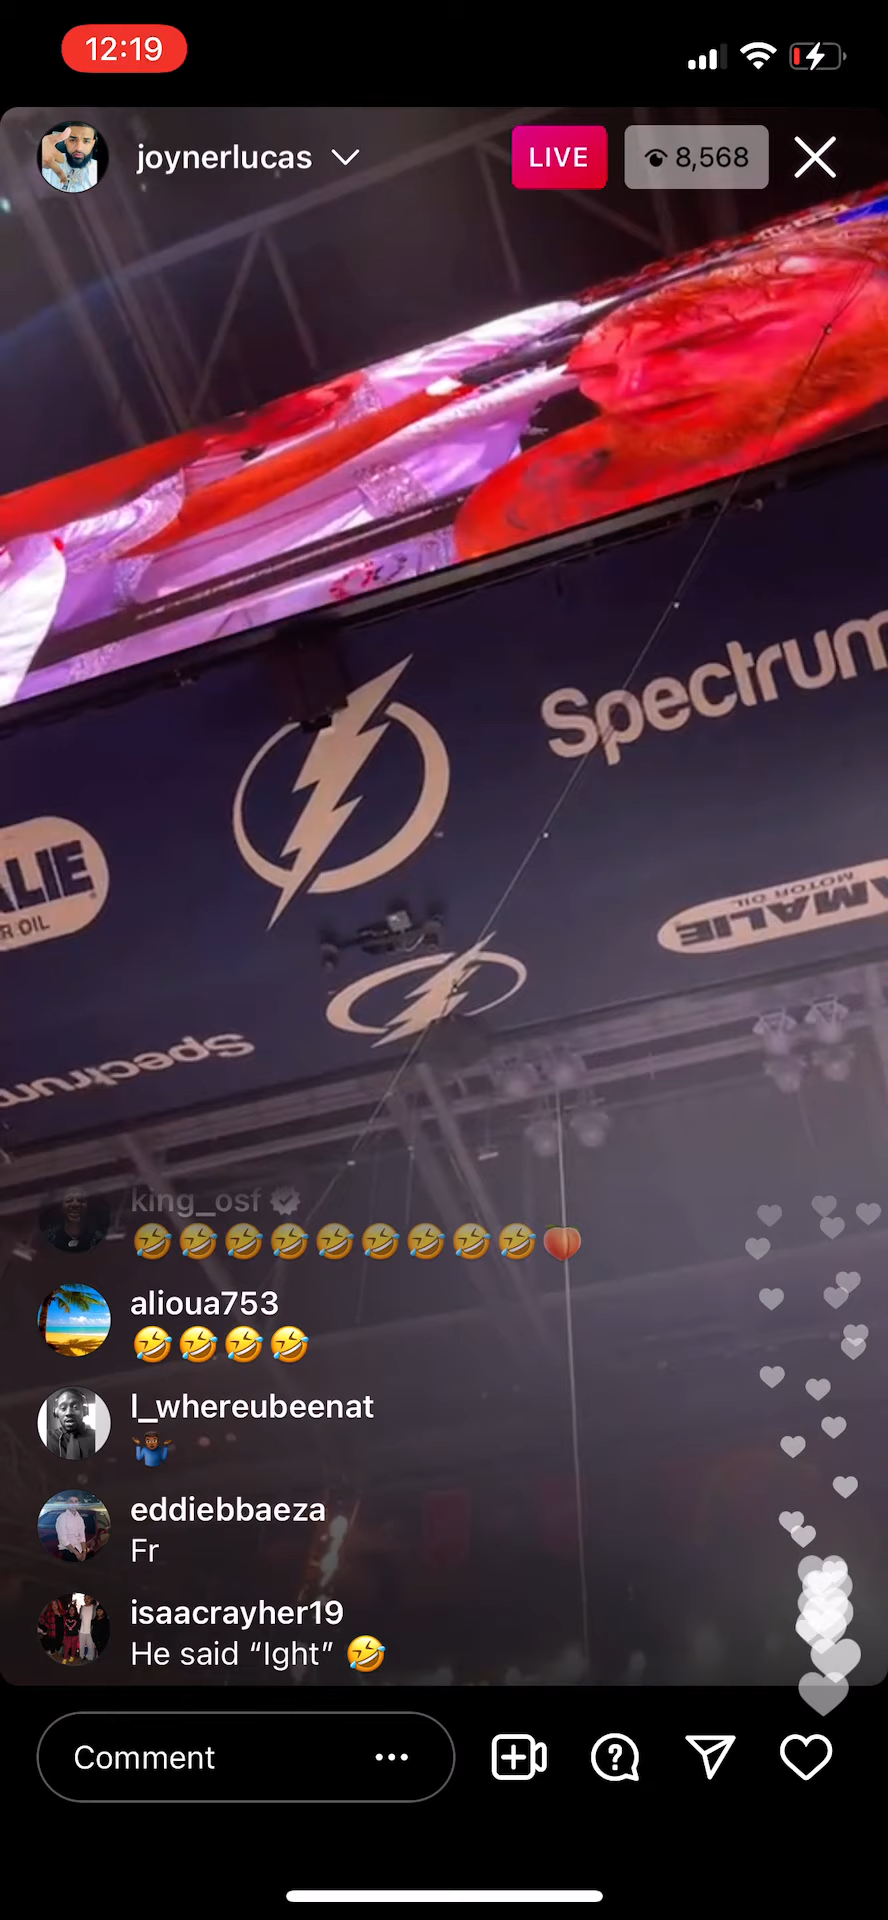 12:19
joynerlucas
LIVE
8,568
Spectrum
ALIE
R OIL
MOTOR OIL
AMALIE
Spectrum
king_osf
🤣🤣🤣🤣🤣🤣🤣🤣🤣🍑
alioua753
🤣🤣🤣🤣
l_whereubeenat
🤷🏾‍♂️
eddiebbaeza
Fr
isaacrayher19
He said “Ight” 🤣
Comment